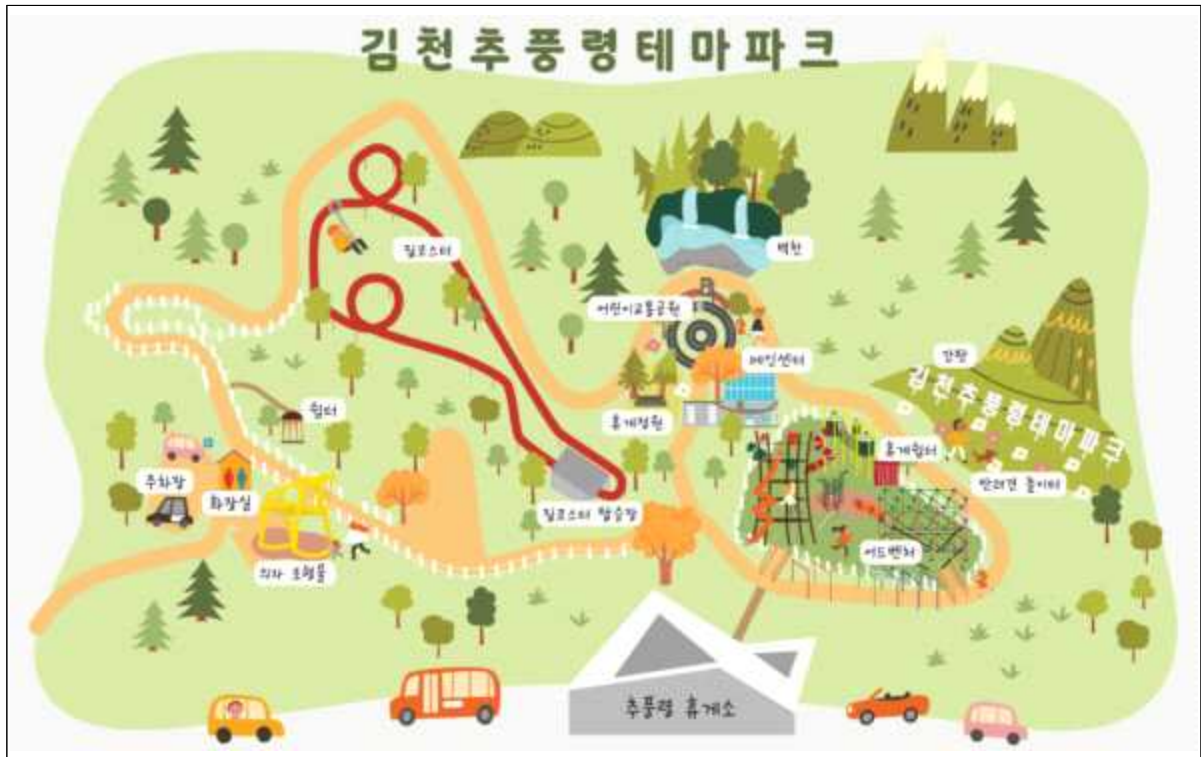 김천추풍령테마파크
벽천
짚코스터
어린이교통공원
메인센터
간판
김천추풍령테마파크
쉼터
휴게정원
휴게쉼터
반려견 놀이터
주차장
화장실
짚코스터 탑승장
어드벤처
의자 조형물
추풍령 휴게소